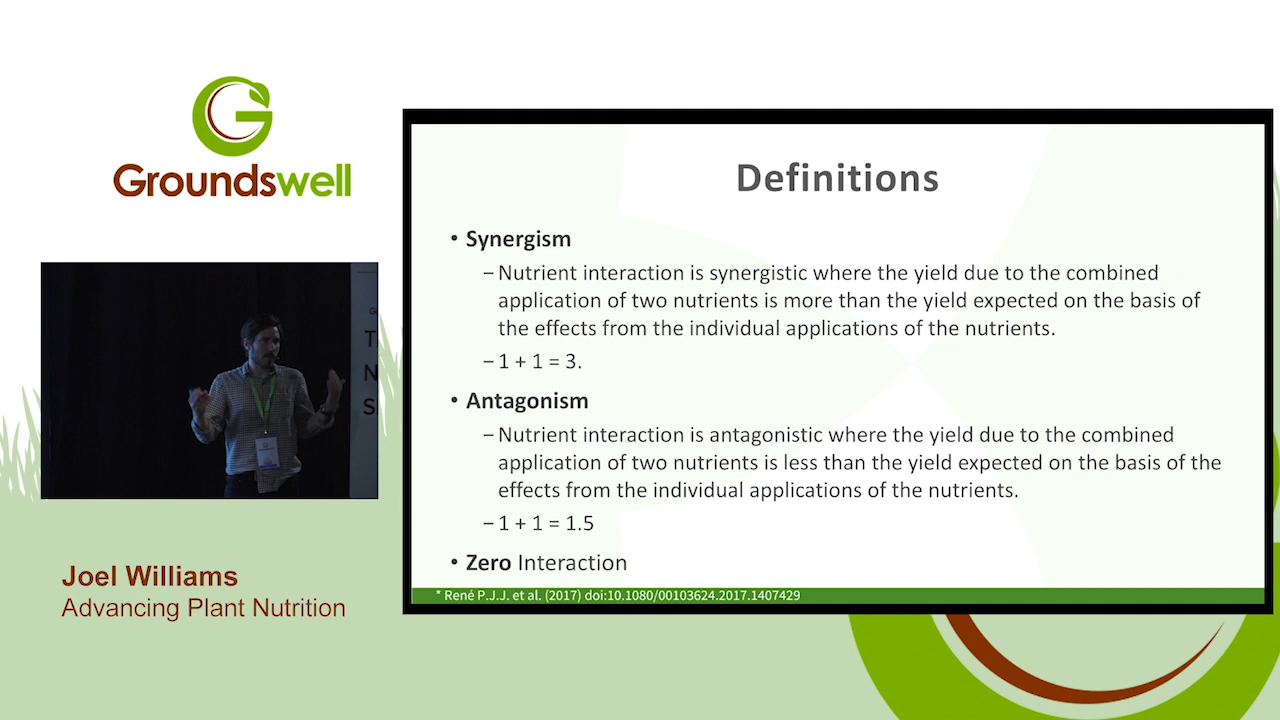 Groundswell
G
T
N
S
Joel Williams
Advancing Plant Nutrition
Definitions
• Synergism
– Nutrient interaction is synergistic where the yield due to the combined
application of two nutrients is more than the yield expected on the basis of
the effects from the individual applications of the nutrients.
– 1 + 1 = 3.
• Antagonism
– Nutrient interaction is antagonistic where the yield due to the combined
application of two nutrients is less than the yield expected on the basis of the
effects from the individual applications of the nutrients.
– 1 + 1 = 1.5
• Zero Interaction
* René P.J.J. et al. (2017) doi:10.1080/00103624.2017.1407429